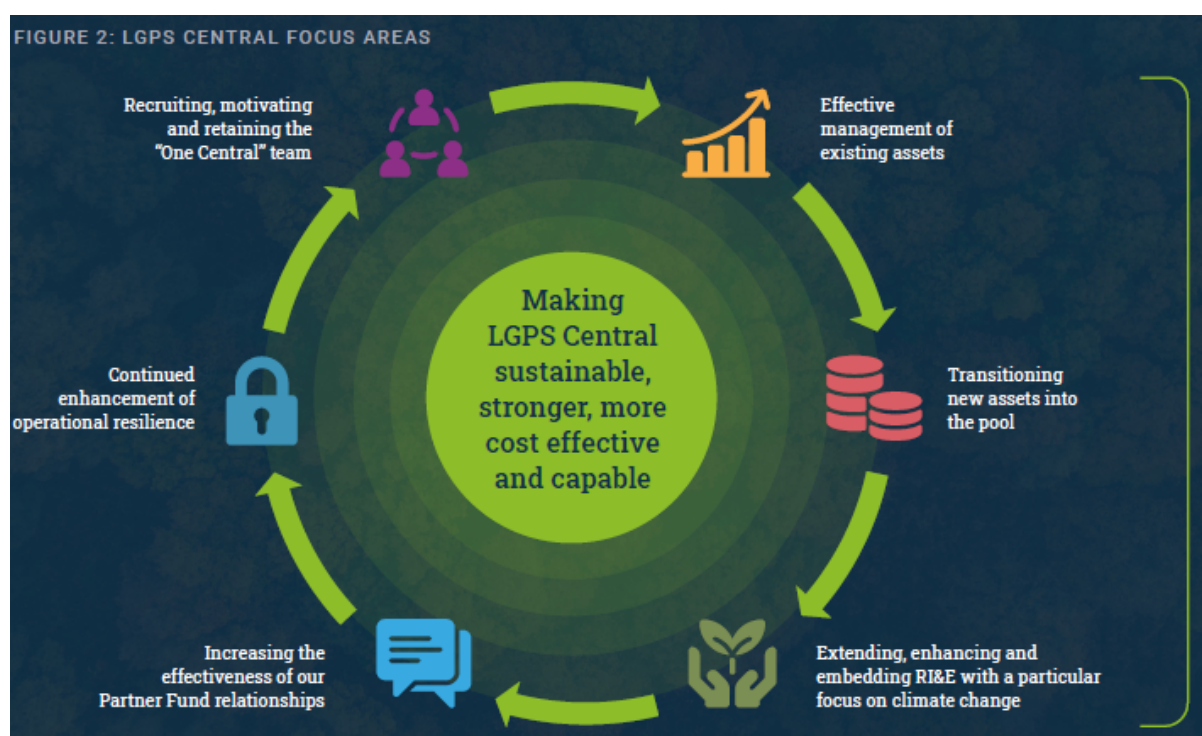 FIGURE 2: LGPS CENTRAL FOCUS AREAS
Recruiting, motivating
and retaining the
“One Central” team
Effective
management of
existing assets
Making
LGPS Central
sustainable,
stronger, more
cost effective
and capable
Continued
enhancement of
operational resilience
Transitioning
new assets into
the pool
Increasing the
effectiveness of our
Partner Fund relationships
Extending, enhancing and
embedding RI&E with a particular
focus on climate change